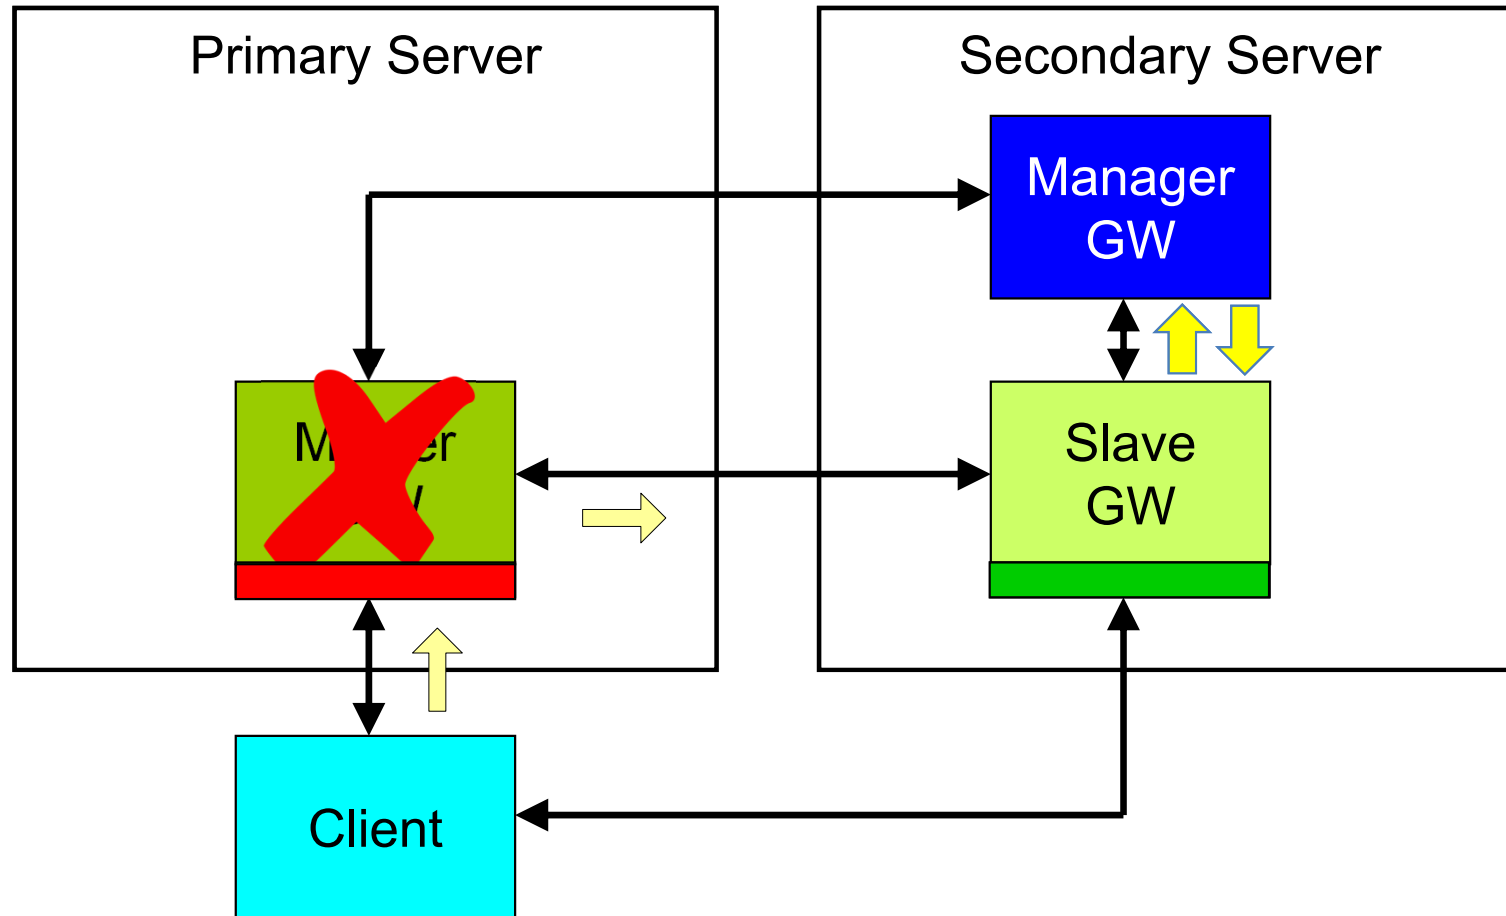 Primary Server
Secondary Server
Manager
GW
Slave
GW
Client